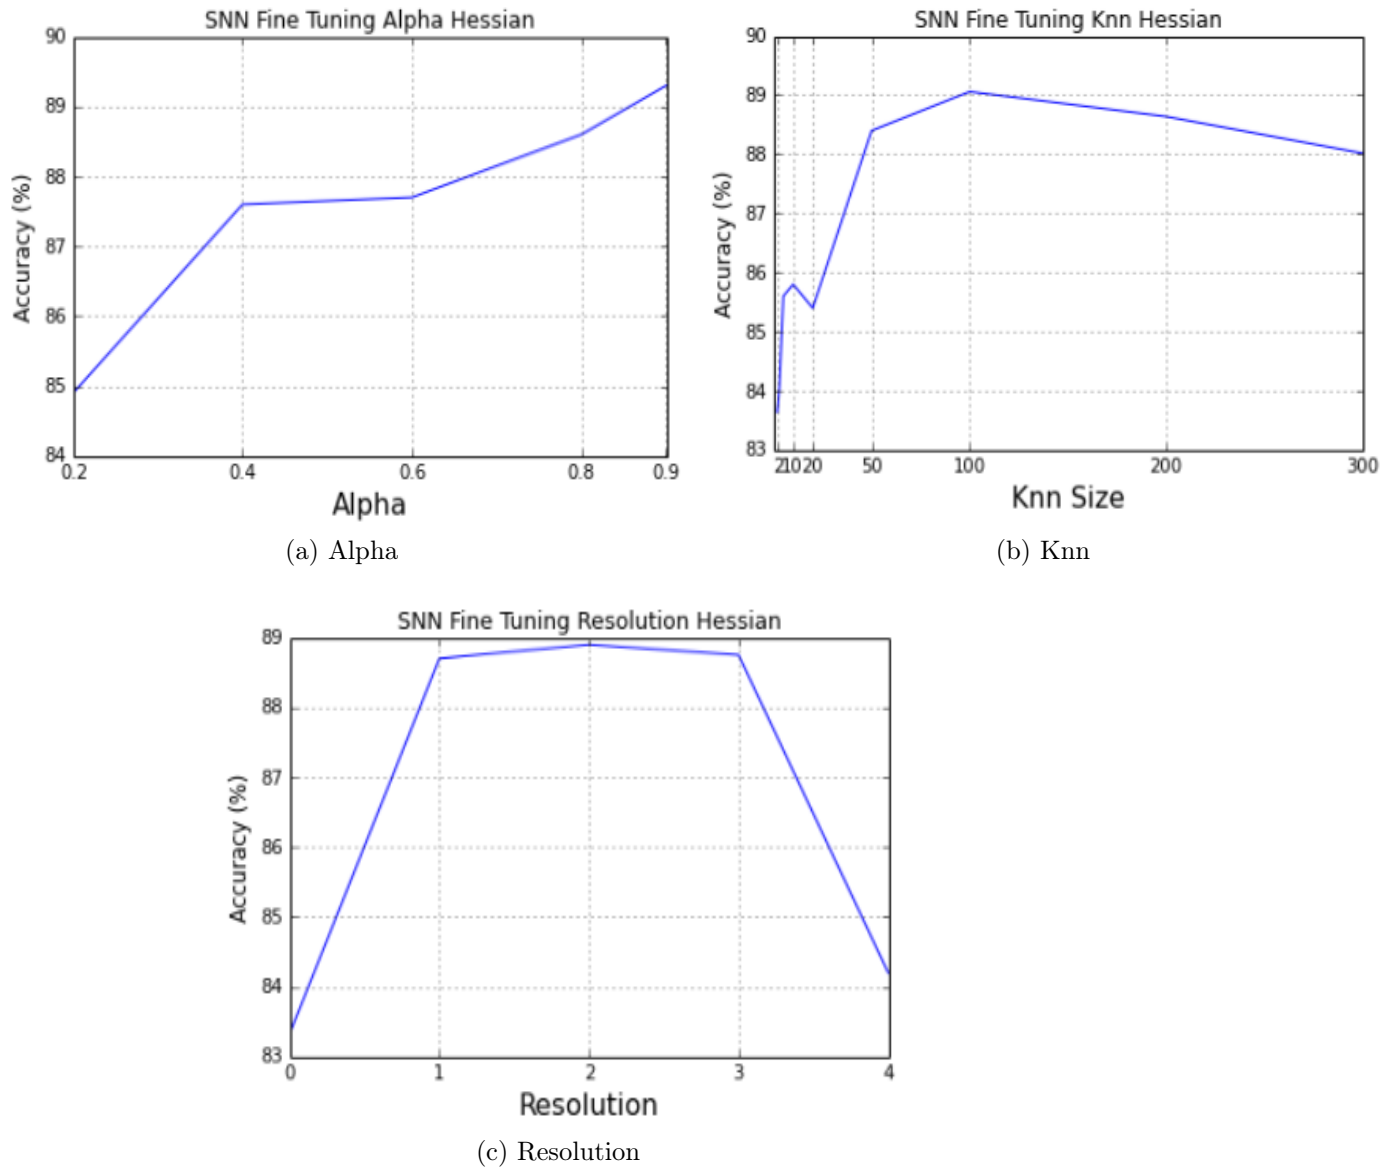 SNN Fine Tuning Alpha Hessian
90
89
88
87
86
85
84
Accuracy (%)
0.2 0.4 0.6 0.8 0.9
Alpha
(a) Alpha
SNN Fine Tuning Knn Hessian
90
89
88
87
86
85
84
83
Accuracy (%)
2 10 20 50 100 200 300
Knn Size
(b) Knn
SNN Fine Tuning Resolution Hessian
89
88
87
86
85
84
83
Accuracy (%)
0 1 2 3 4
Resolution
(c) Resolution